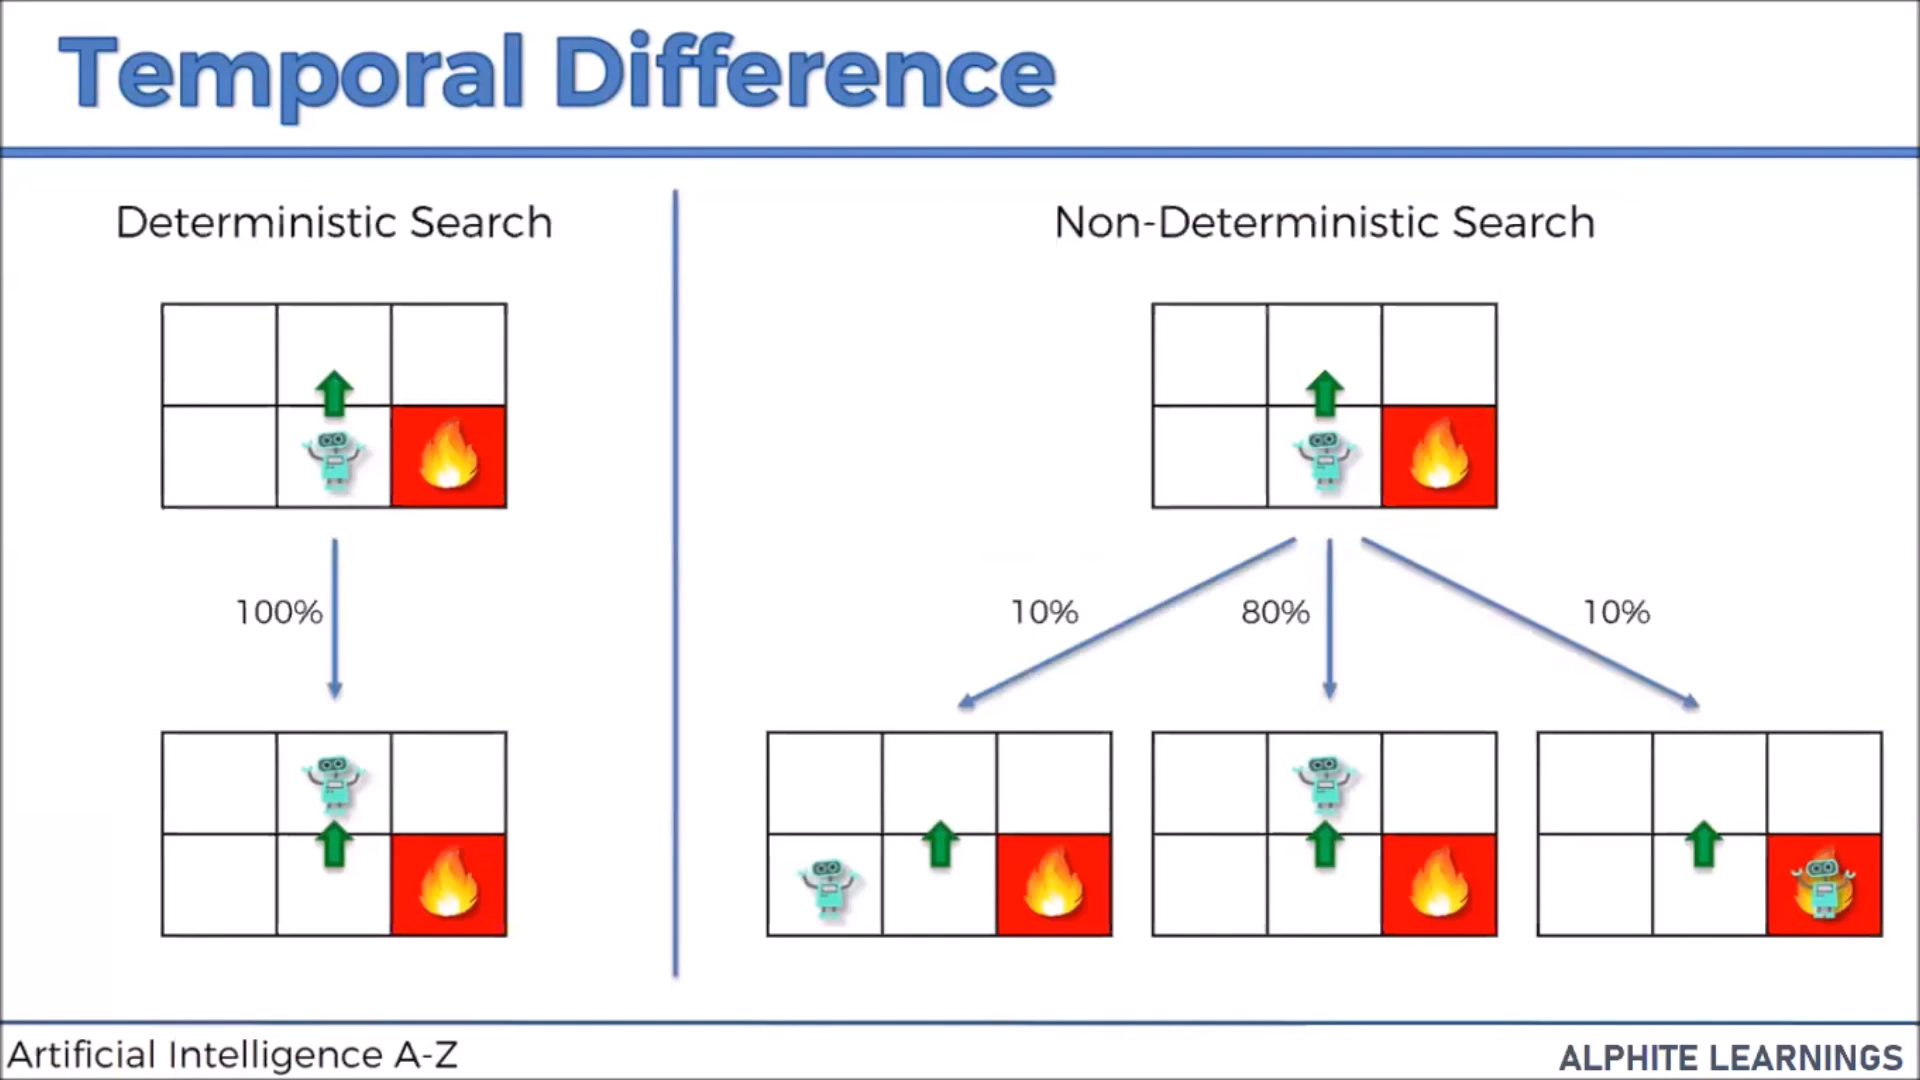 Temporal Difference
Deterministic Search
Non-Deterministic Search
100%
10%
80%
10%
Artificial Intelligence A-Z
ALPHITE LEARNINGS